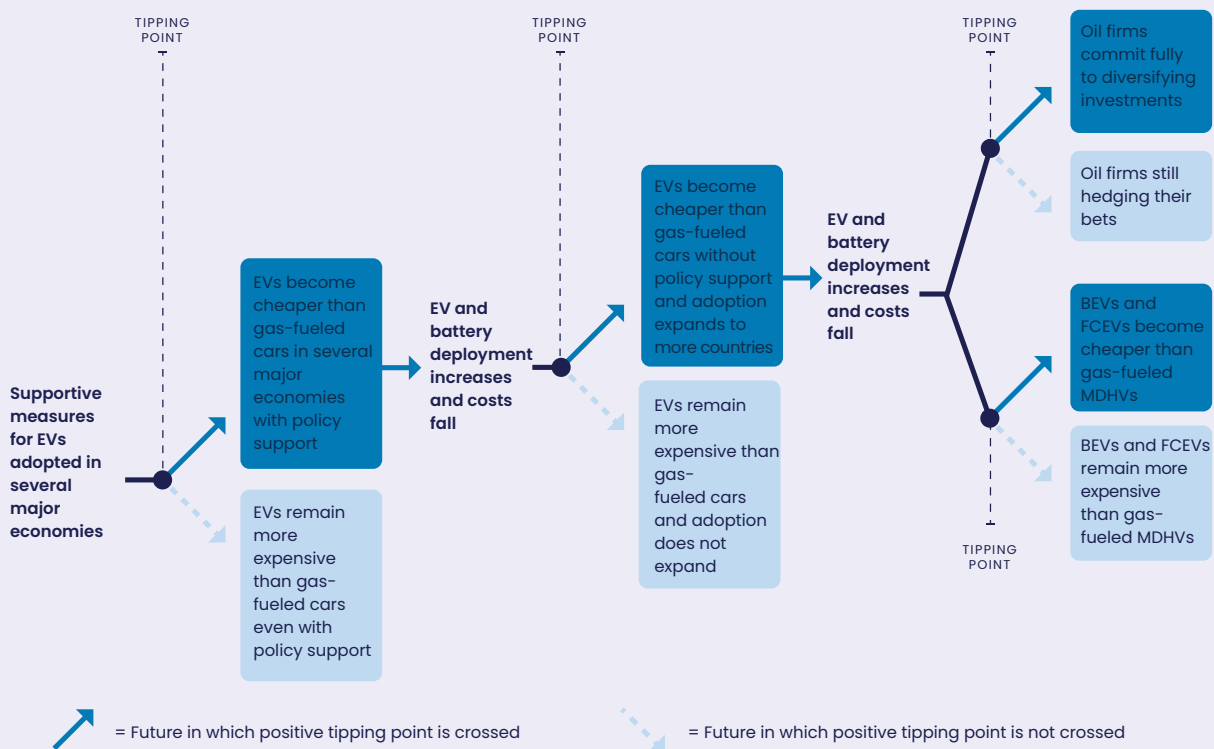 TIPPING
POINT
TIPPING
POINT
TIPPING
POINT
Supportive
measures
for EVs
adopted in
several
major
economies
EVs become
cheaper than
gas-fueled
cars in several
major
economies
with policy
support
EVs remain
more
expensive
than gas-
fueled cars
even with
policy support
EV and
battery
deployment
increases
and costs
fall
EVs become
cheaper than
gas-fueled
cars without
policy support
and adoption
expands to
more countries
EVs remain
more
expensive than
gas-
fueled cars
and adoption
does not
expand
EV and
battery
deployment
increases
and costs
fall
Oil firms
commit fully
to diversifying
investments
Oil firms still
hedging their
bets
BEVs and
FCEVs become
cheaper than
gas-fueled
MDHVs
BEVs and FCEVs
remain more
expensive
than gas-
fueled MDHVs
TIPPING
POINT
= Future in which positive tipping point is crossed
= Future in which positive tipping point is not crossed